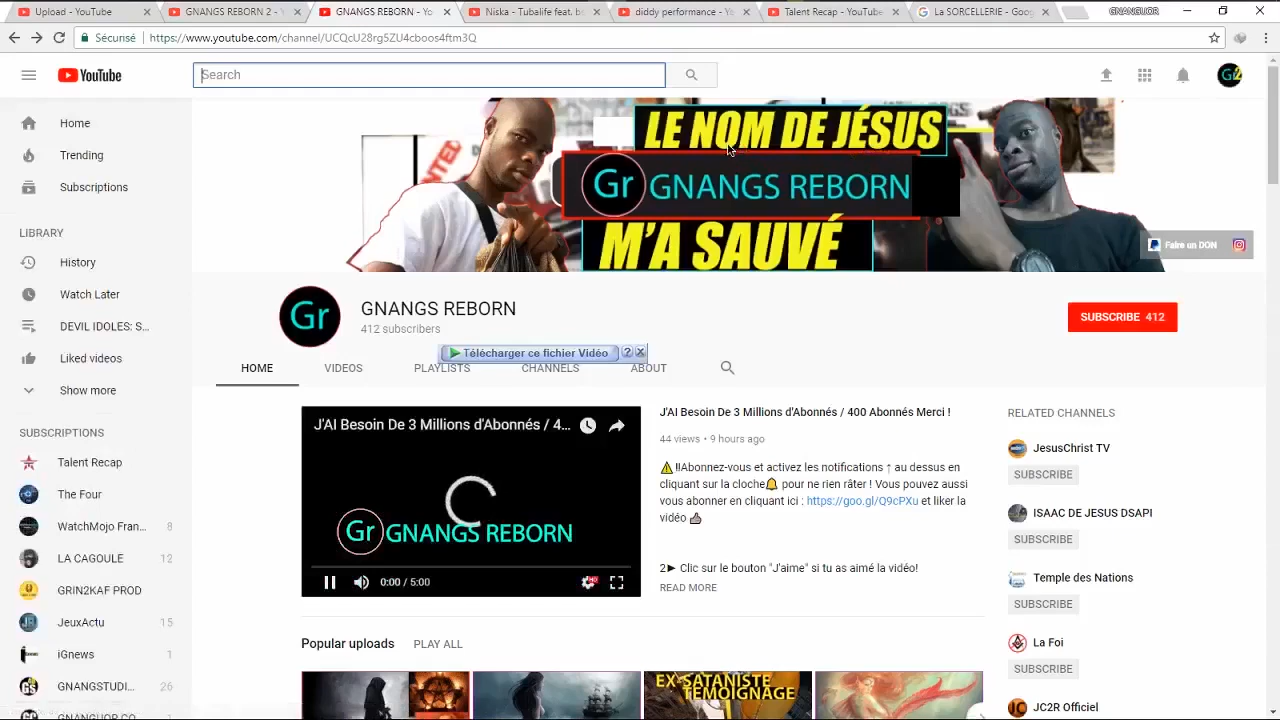 Upload - YouTube
GNANGS REBORN 2 - Y
GNANGS REBORN - Yo
Niska - Tubalife feat. b
diddy performance - Yo
Talent Recap - YouTube
La SORCELLERIE - Goog
GNANGUOR
Sécurisé
https://www.youtube.com/channel/UCQcU28rg5ZU4cboos4ftm3Q
YouTube
Search
Gr2
Home
Trending
Subscriptions
LIBRARY
History
Watch Later
DEVIL IDOLES: S...
Liked videos
Show more
SUBSCRIPTIONS
Talent Recap
The Four
WatchMojo Fran... 8
LA CAGOULE 12
GRIN2KAF PROD
JeuxActu 15
iGnews 1
GNANGSTUDI... 26
GNANGUOR CO
LE NOM DE JÉSUS
Gr GNANGS REBORN
M'A SAUVÉ
Faire un DON
Gr
GNANGS REBORN
412 subscribers
SUBSCRIBE 412
Télécharger ce fichier Vidéo ?
HOME VIDEOS PLAYLISTS CHANNELS ABOUT
J'AI Besoin De 3 Millions d'Abonnés / 4...
Gr GNANGS REBORN
0:00 / 5:00
HD
J'AI Besoin De 3 Millions d'Abonnés / 400 Abonnés Merci !
44 views • 9 hours ago
⚠️‼Abonnez-vous et activez les notifications ↑ au dessus en
cliquant sur la cloche🔔 pour ne rien râter ! Vous pouvez aussi
vous abonner en cliquant ici : https://goo.gl/Q9cPXu et liker la
vidéo 👍
2► Clic sur le bouton "J'aime" si tu as aimé la vidéo!
READ MORE
Popular uploads PLAY ALL
EX-SATANISTE
TÉMOIGNAGE
RELATED CHANNELS
JesusChrist TV
SUBSCRIBE
ISAAC DE JESUS DSAPI
SUBSCRIBE
Temple des Nations
SUBSCRIBE
La Foi
SUBSCRIBE
JC2R Officiel